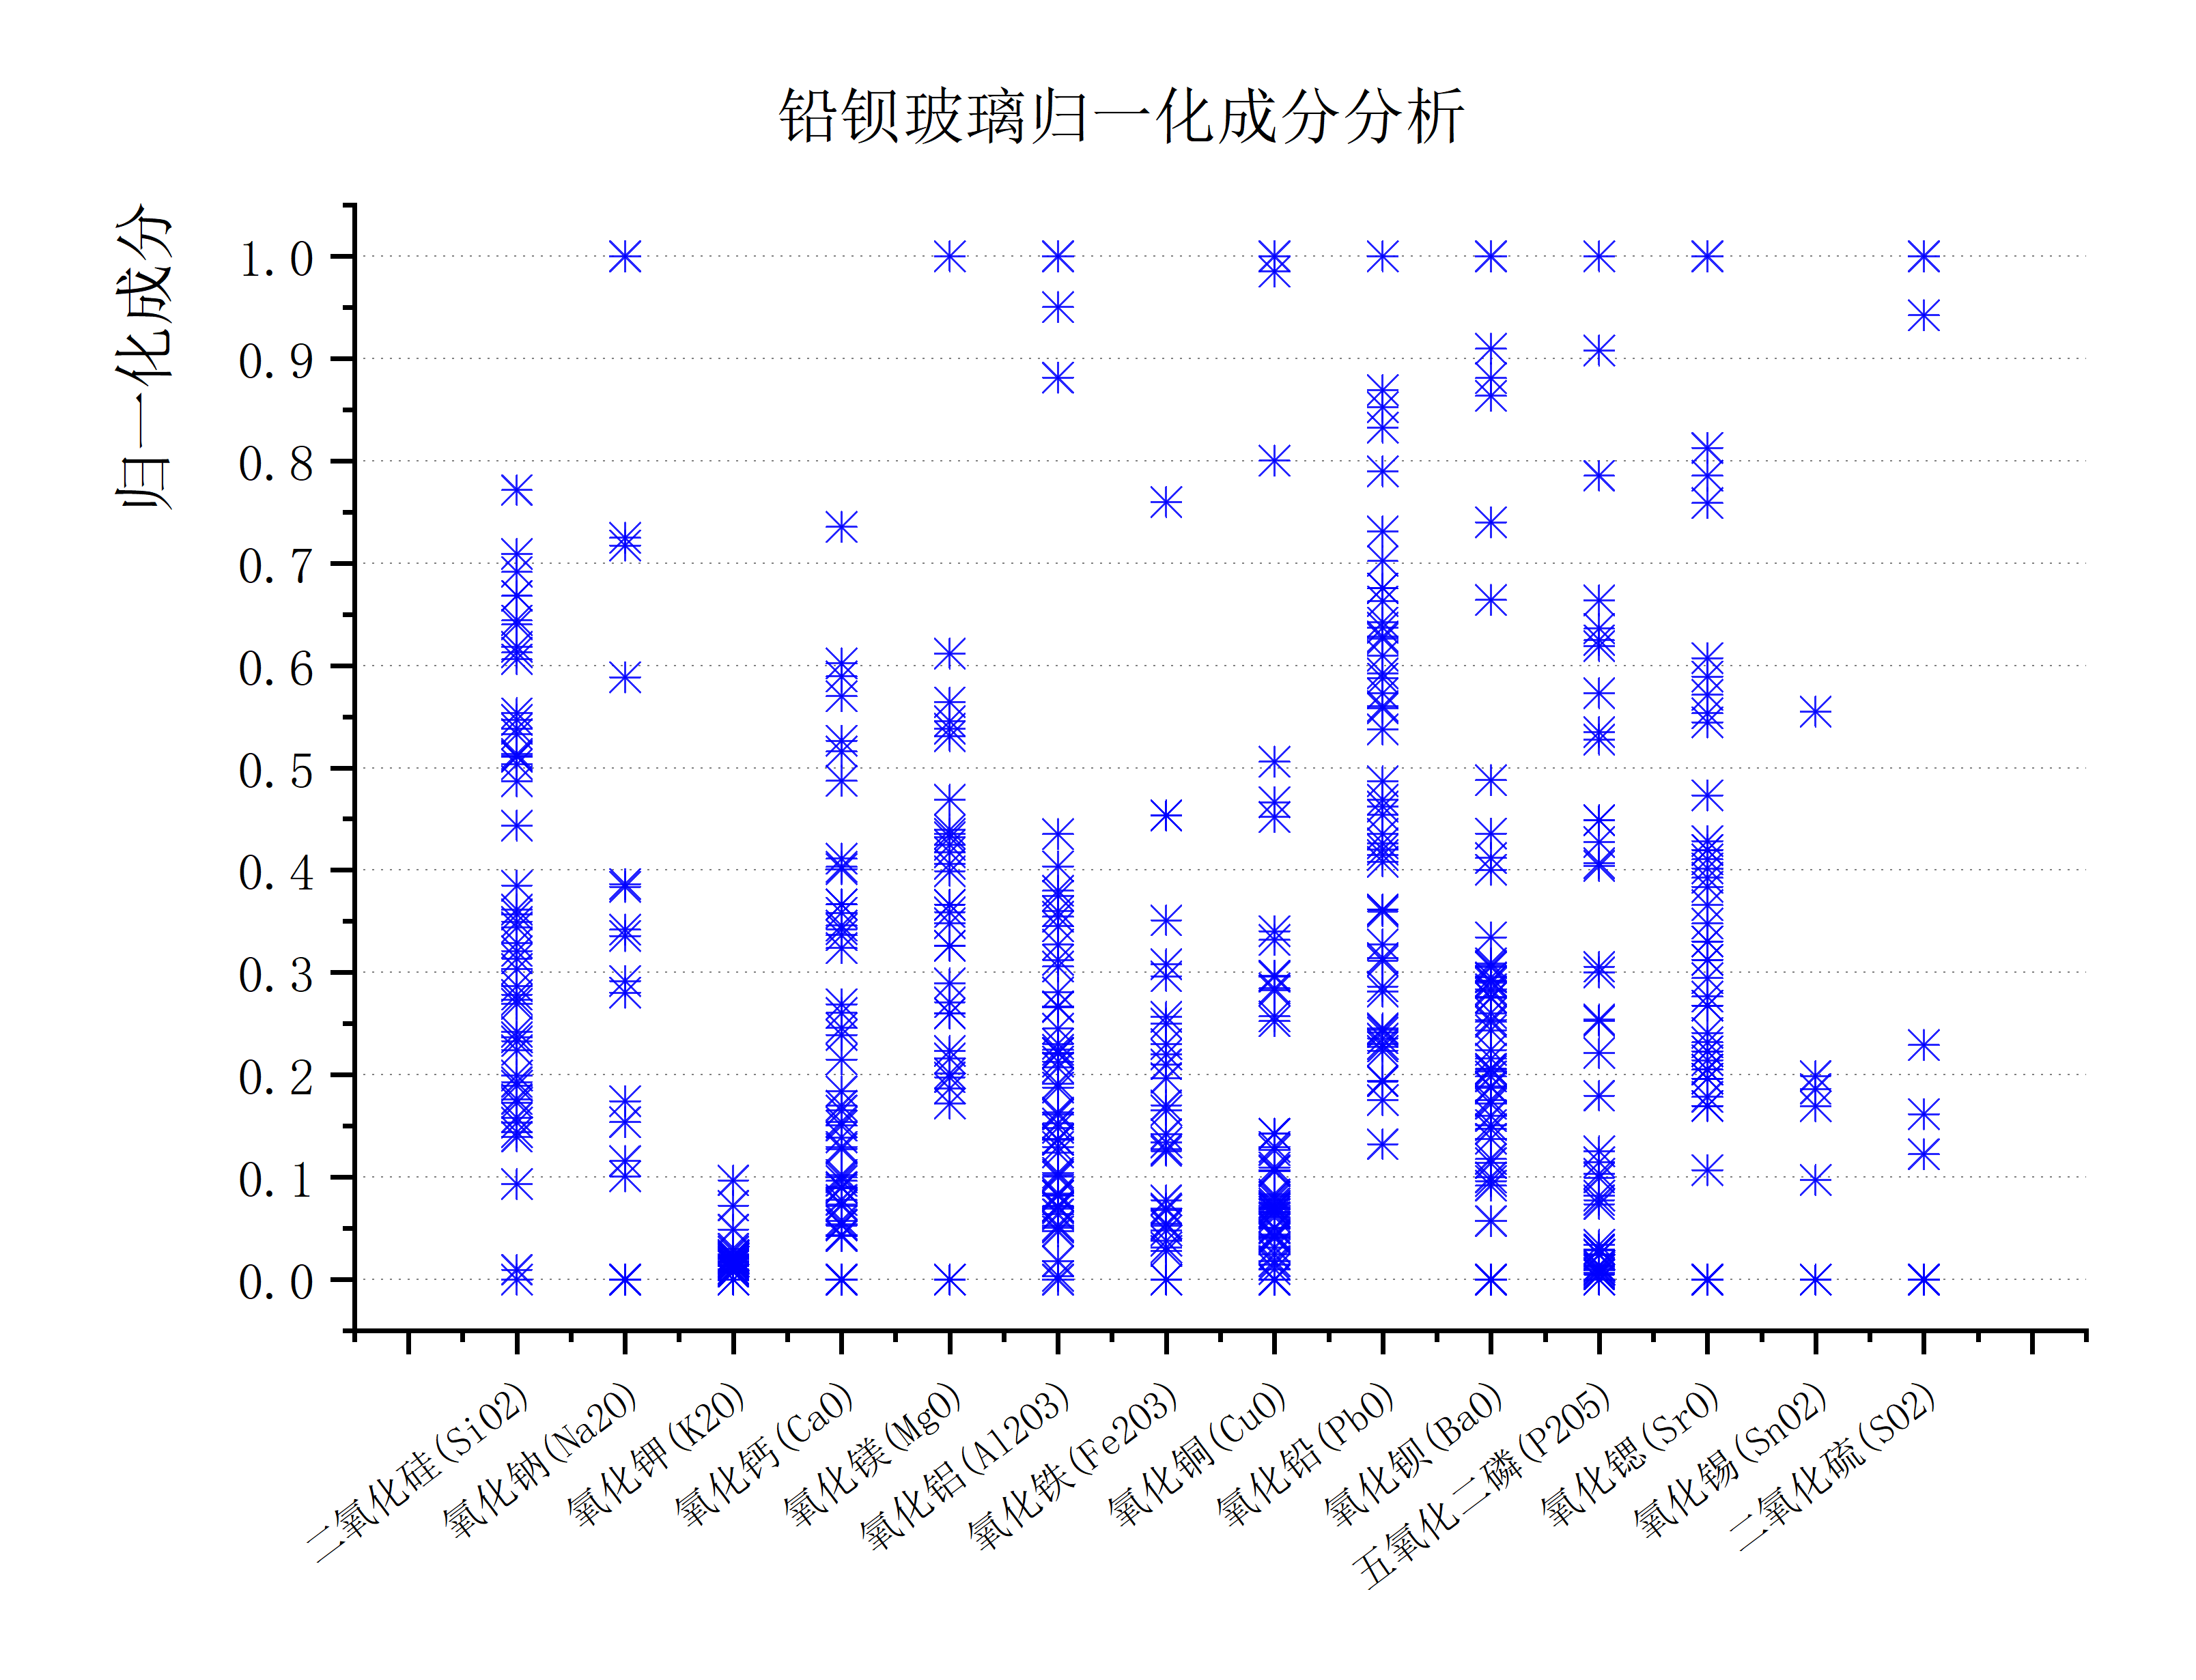 铅钡玻璃归一化成分分析
归一化成分
1.0
0.9
0.8
0.7
0.6
0.5
0.4
0.3
0.2
0.1
0.0
二氧化硅(SiO2)
氧化钠(Na2O)
氧化钾(K2O)
氧化钙(CaO)
氧化镁(MgO)
氧化铝(Al2O3)
氧化铁(Fe2O3)
氧化铜(CuO)
氧化铅(PbO)
氧化钡(BaO)
五氧化二磷(P2O5)
氧化锶(SrO)
氧化锡(SnO2)
二氧化硫(SO2)